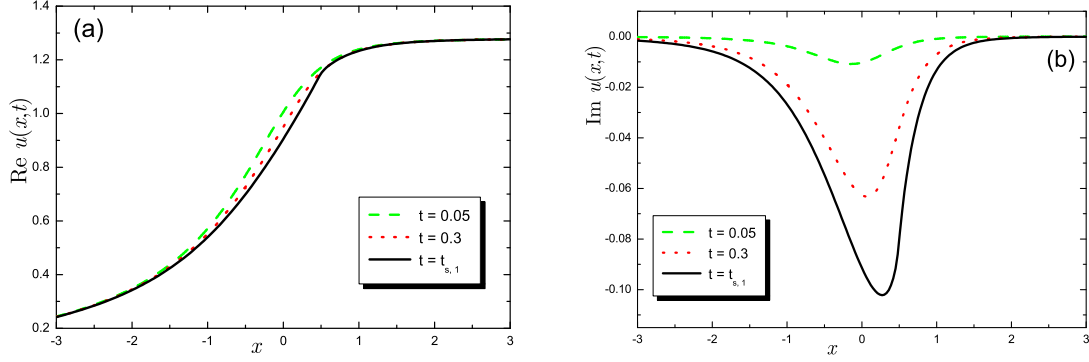 (a)
Re u(x,t)
1.4
1.2
1.0
0.8
0.6
0.4
0.2
t = 0.05
t = 0.3
t = t_{s, 1}
-3 -2 -1 0 1 2 3
x
(b)
Im u(x,t)
0.00
-0.02
-0.04
-0.06
-0.08
-0.10
t = 0.05
t = 0.3
t = t_{s, 1}
-3 -2 -1 0 1 2 3
x